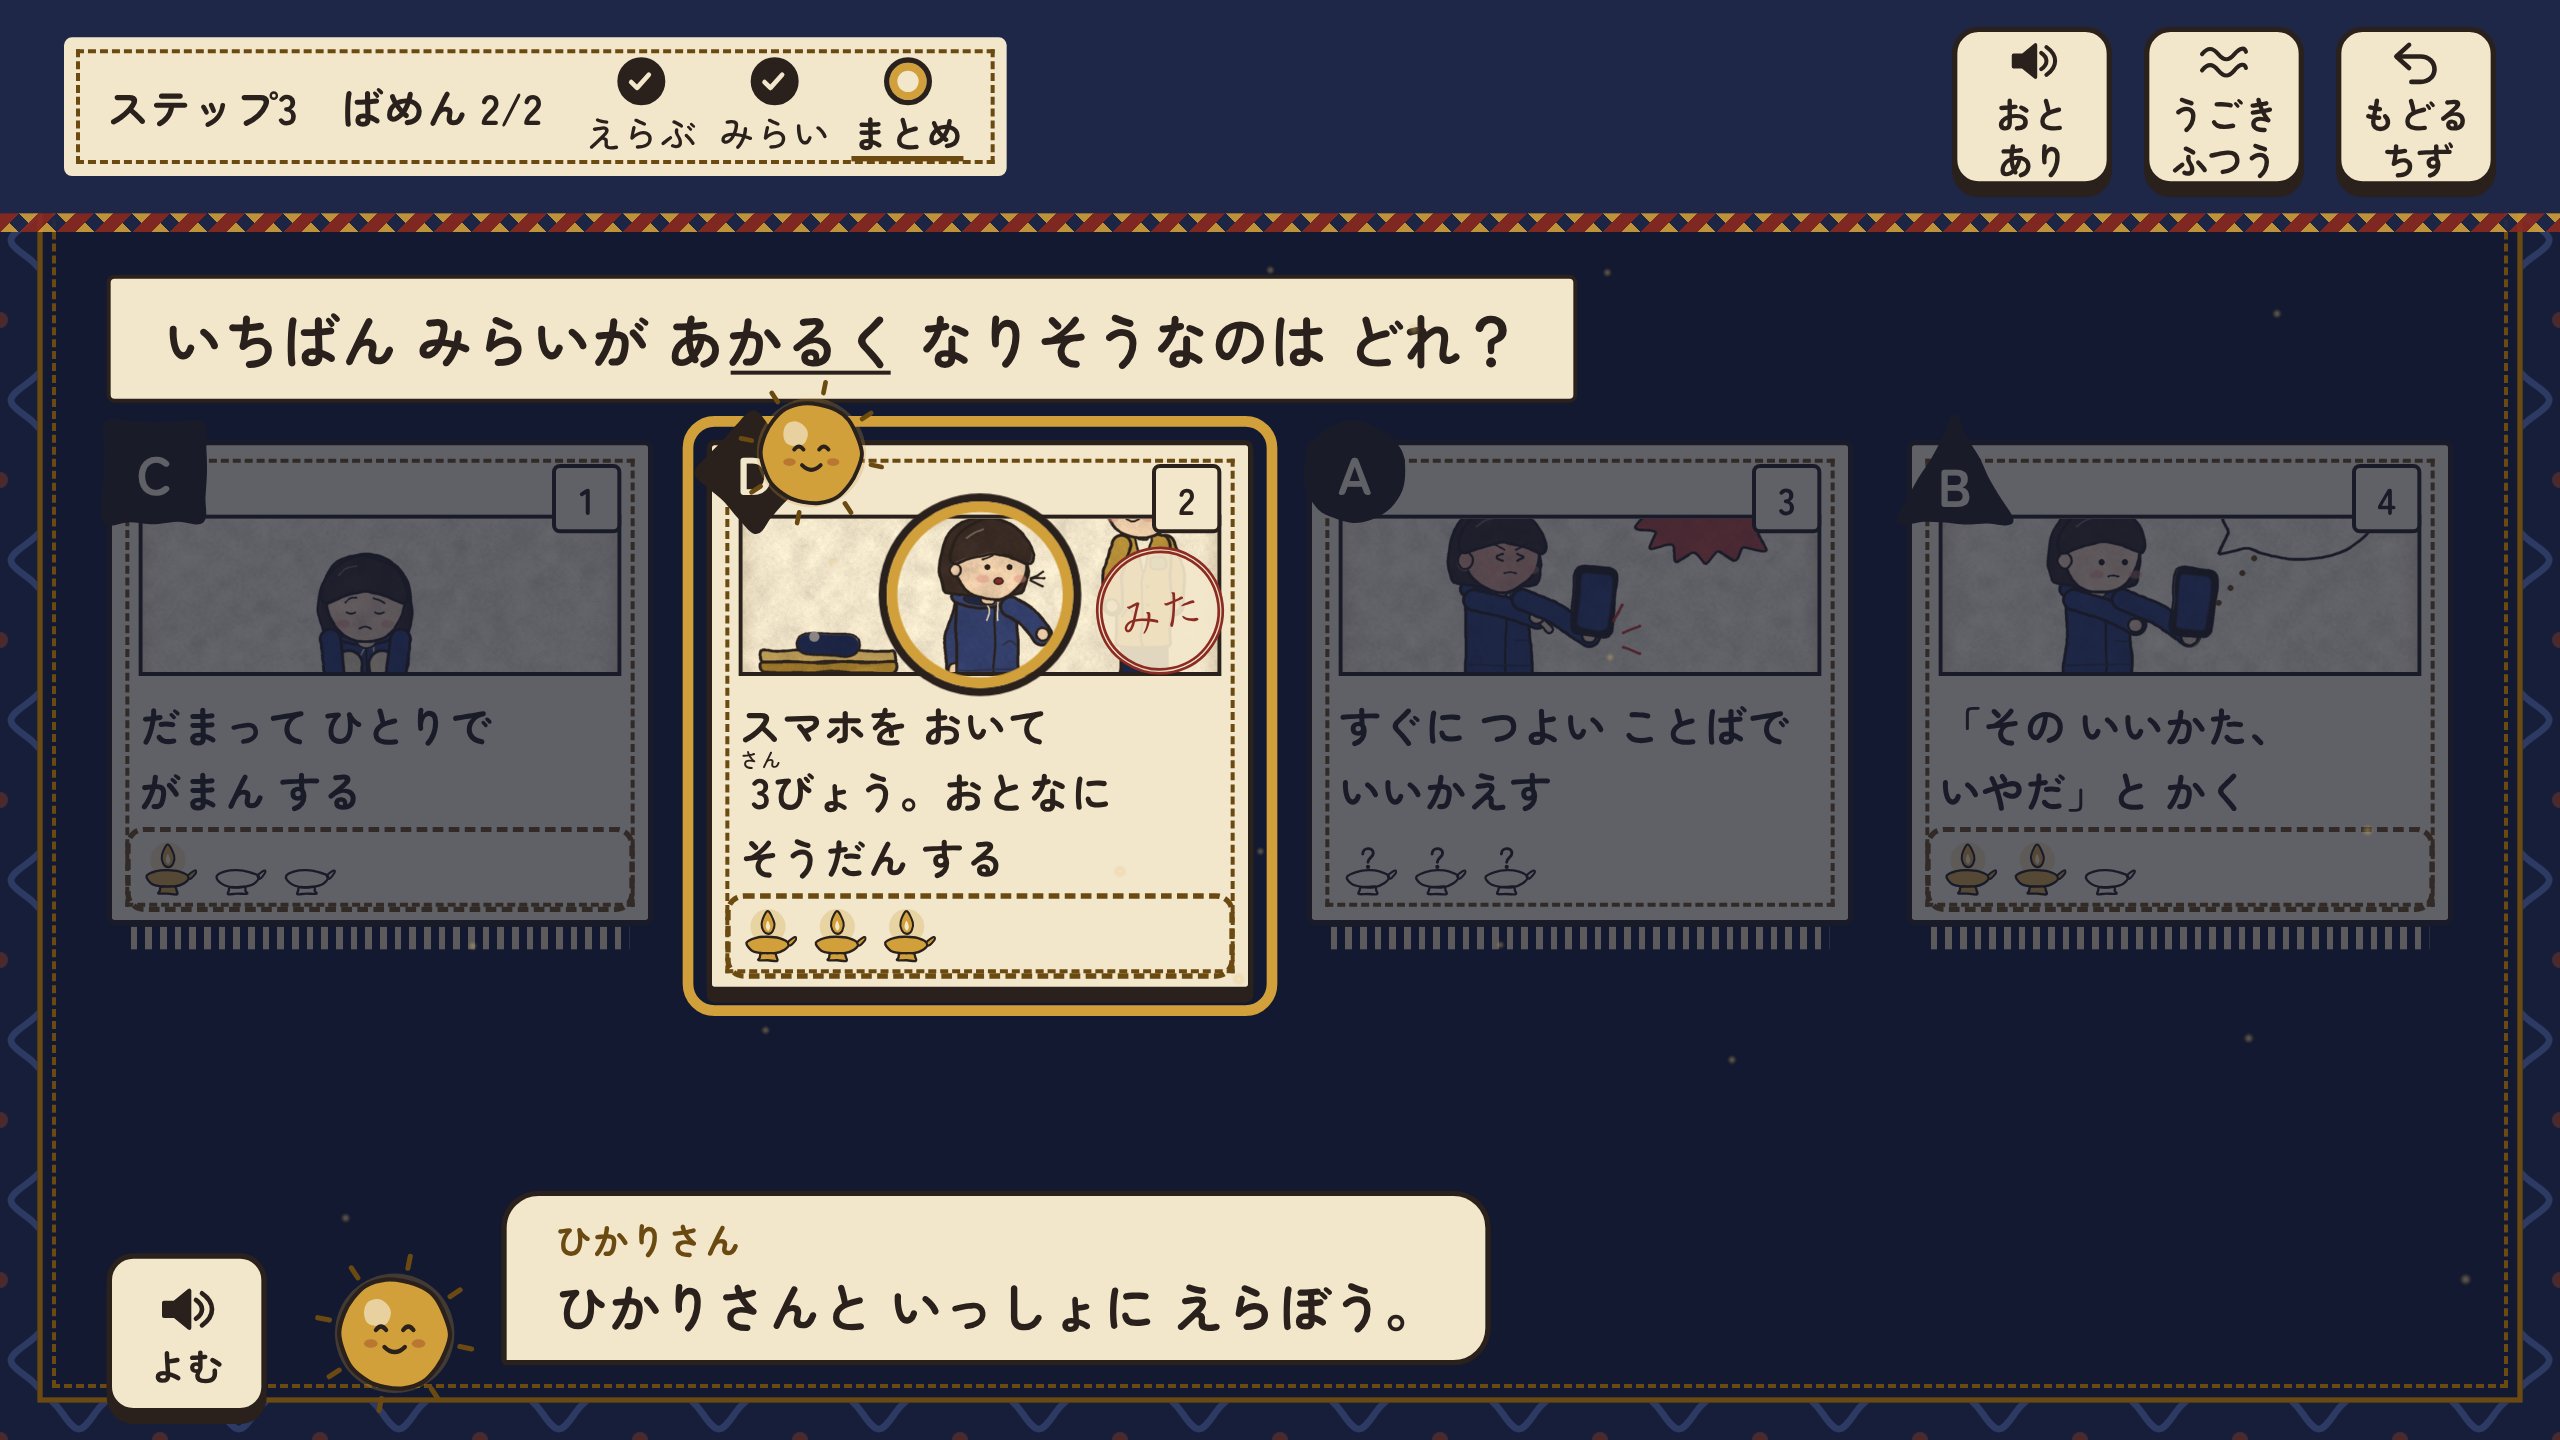 ステップ3 ばめん 2/2
えらぶ
みらい
まとめ
おと
あり
うごき
ふつう
もどる
ちず
いちばん みらいが あかるく なりそうなのは どれ？
C
1
だまって ひとりで
がまん する
D
2
みた
スマホを おいて
さん
3びょう。おとなに
そうだん する
A
3
すぐに つよい ことばで
いいかえす
? ? ?
B
4
「その いいかた、
いやだ」と かく
よむ
ひかりさん
ひかりさんと いっしょに えらぼう。